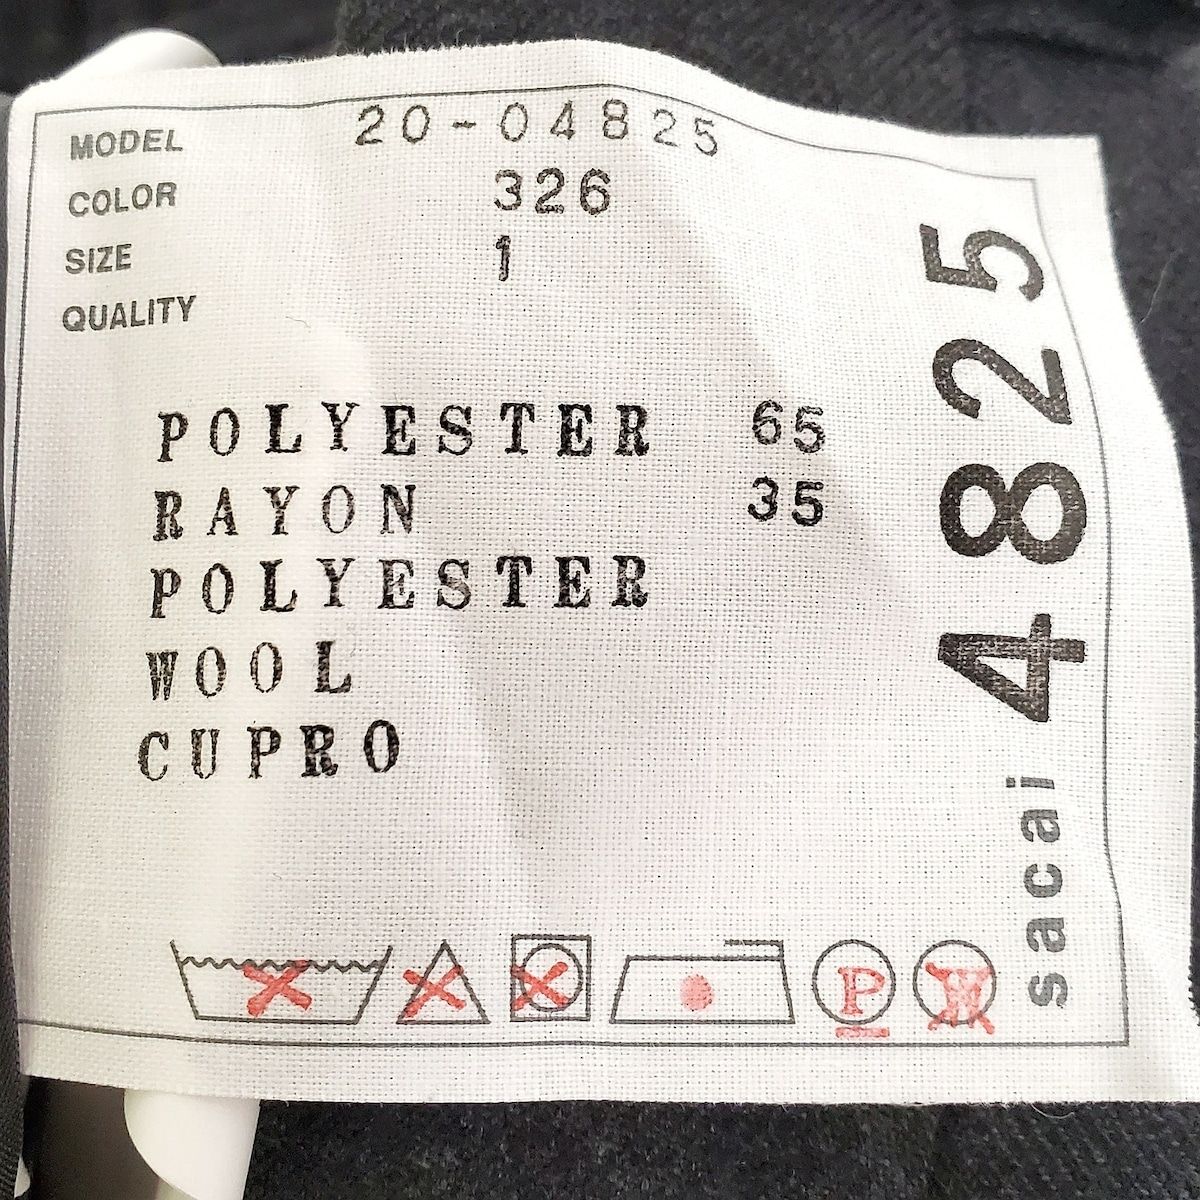 MODEL 20-04825
COLOR 326
SIZE 1
QUALITY
POLYESTER 65
RAYON 35
POLYESTER
WOOL
CUPRO
P
W
sacai 4825